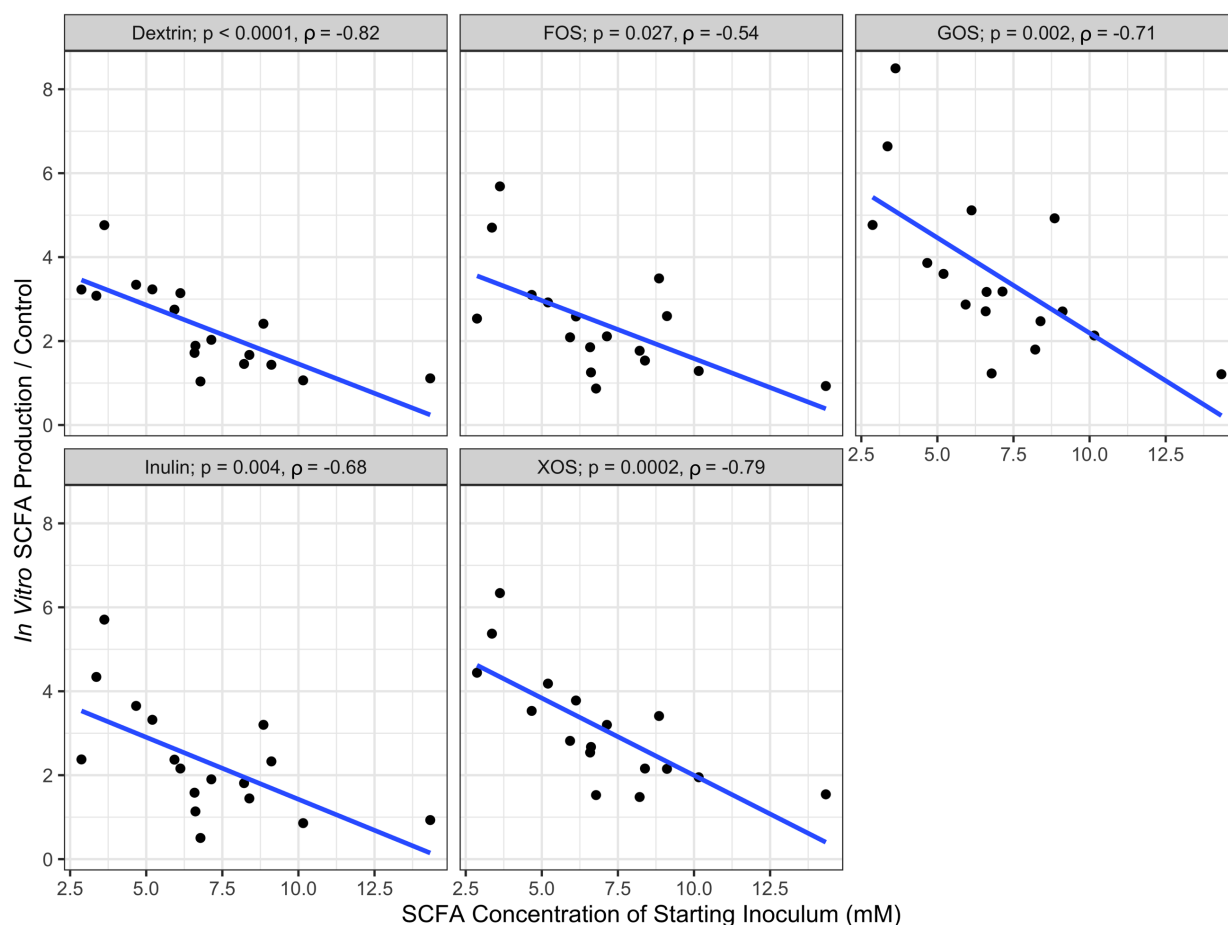 Dextrin; p < 0.0001, ρ = -0.82
FOS; p = 0.027, ρ = -0.54
GOS; p = 0.002, ρ = -0.71
8
6
4
2
0
2.5 5.0 7.5 10.0 12.5
Inulin; p = 0.004, ρ = -0.68
XOS; p = 0.0002, ρ = -0.79
8
6
4
2
0
2.5 5.0 7.5 10.0 12.5
2.5 5.0 7.5 10.0 12.5
In Vitro SCFA Production / Control
SCFA Concentration of Starting Inoculum (mM)